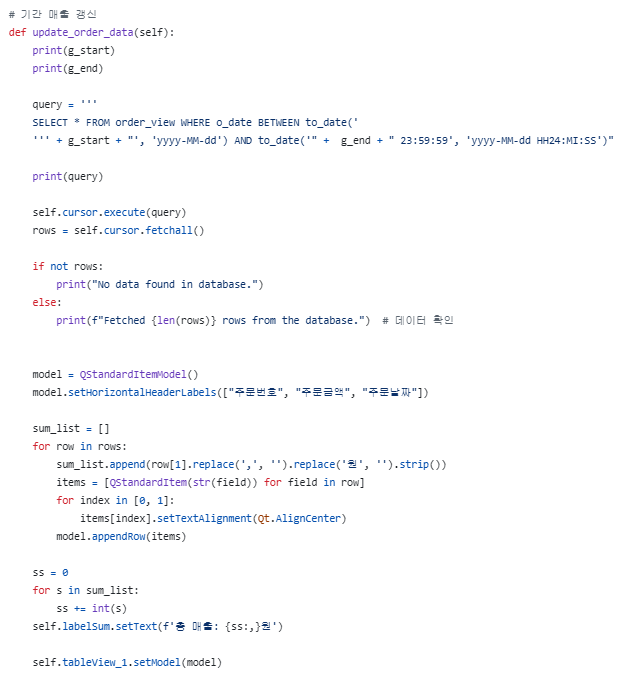 # 기간 매출 갱신
def update_order_data(self):
    print(g_start)
    print(g_end)

    query = '''
    SELECT * FROM order_view WHERE o_date BETWEEN to_date('
    ''' + g_start + "', 'yyyy-MM-dd') AND to_date('" +  g_end + " 23:59:59', 'yyyy-MM-dd HH24:MI:SS')"

    print(query)

    self.cursor.execute(query)
    rows = self.cursor.fetchall()

    if not rows:
        print("No data found in database.")
    else:
        print(f"Fetched {len(rows)} rows from the database.")  # 데이터 확인


    model = QStandardItemModel()
    model.setHorizontalHeaderLabels(["주문번호", "주문금액", "주문날짜"])

    sum_list = []
    for row in rows:
        sum_list.append(row[1].replace(',', '').replace('원', '').strip())
        items = [QStandardItem(str(field)) for field in row]
        for index in [0, 1]:
            items[index].setTextAlignment(Qt.AlignCenter)
        model.appendRow(items)

    ss = 0
    for s in sum_list:
        ss += int(s)
    self.labelSum.setText(f'총 매출: {ss:,}원')

    self.tableView_1.setModel(model)